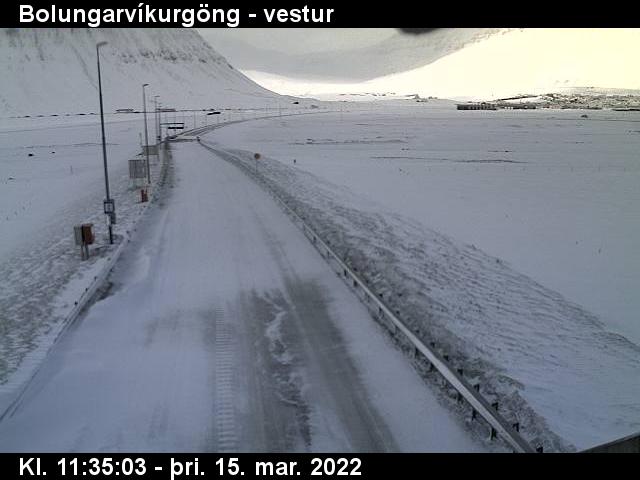 Bolungarvíkurgöng - vestur
Kl. 11:35:03 - þri. 15. mar. 2022